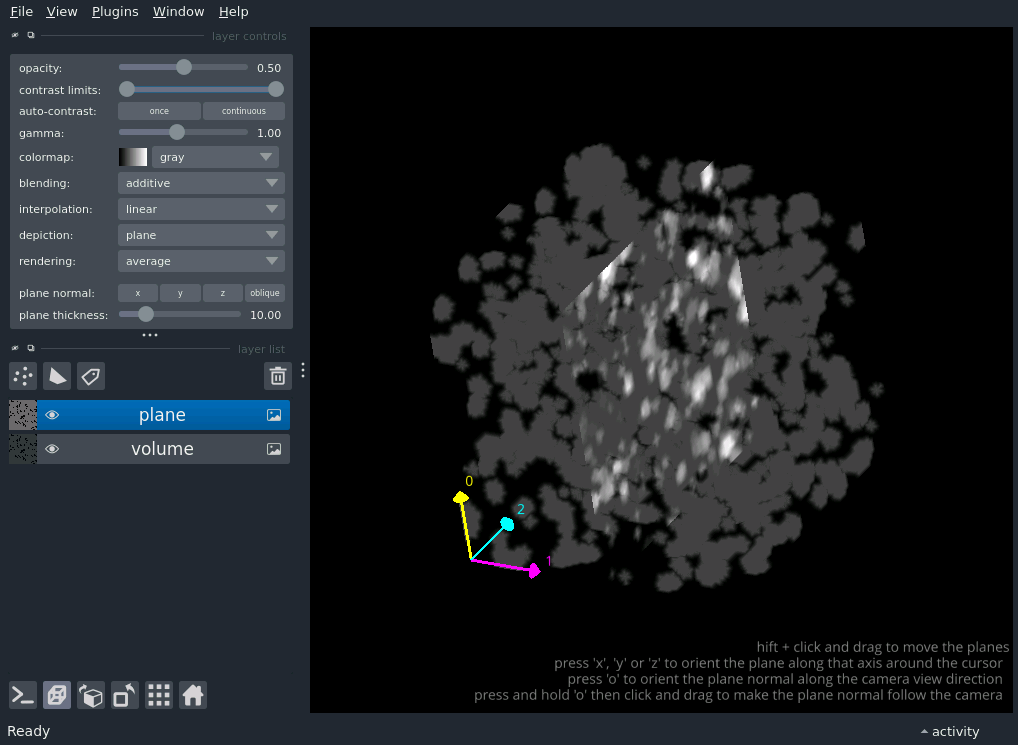 File View Plugins Window Help
layer controls
opacity: 0.50
contrast limits:
auto-contrast: once continuous
gamma: 1.00
colormap: gray
blending: additive
interpolation: linear
depiction: plane
rendering: average
plane normal: x y z oblique
plane thickness: 10.00
layer list
plane
volume
0
2
1
hift + click and drag to move the planes
press 'x', 'y' or 'z' to orient the plane along that axis around the cursor
press 'o' to orient the plane normal along the camera view direction
press and hold 'o' then click and drag to make the plane normal follow the camera
Ready activity